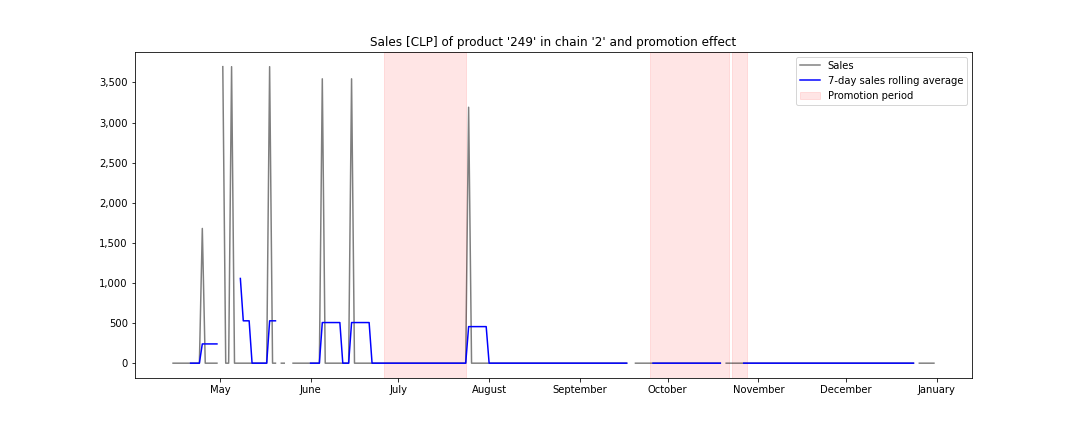 Sales [CLP] of product '249' in chain '2' and promotion effect
Sales
7-day sales rolling average
Promotion period
3,500
3,000
2,500
2,000
1,500
1,000
500
0
May
June
July
August
September
October
November
December
January